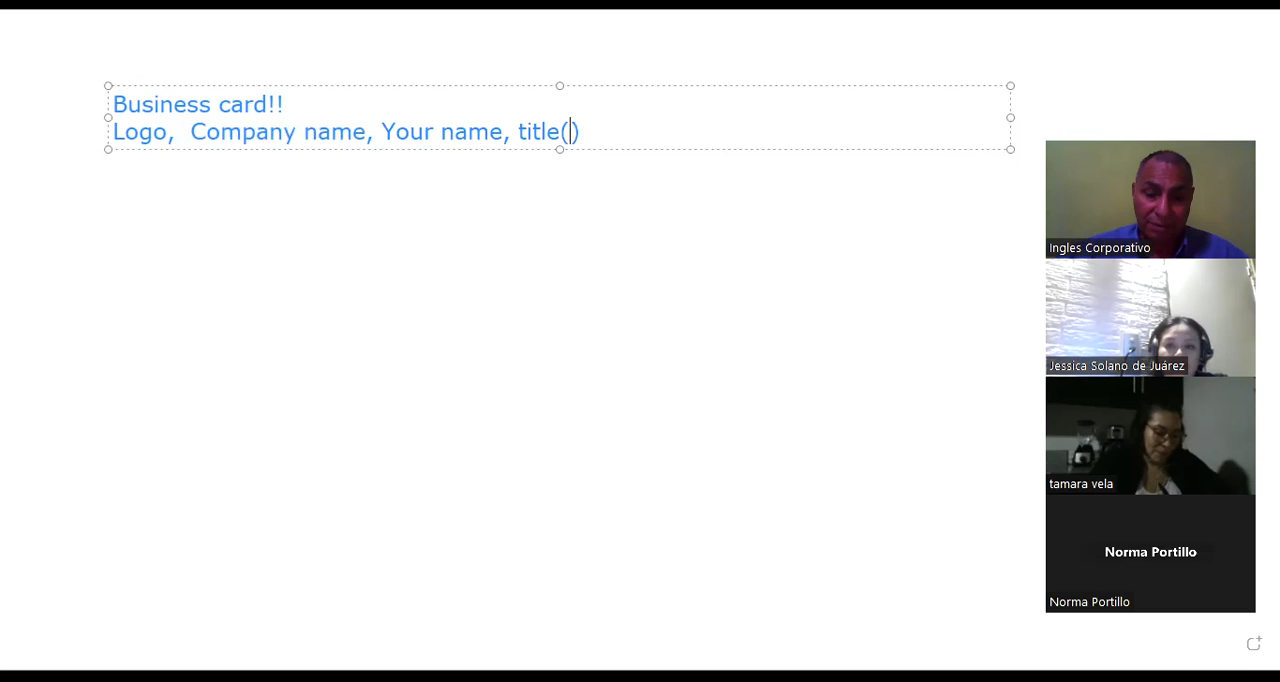 Business card!!
Logo,  Company name, Your name, title()
Ingles Corporativo
Jessica Solano de Juárez
tamara vela
Norma Portillo
Norma Portillo